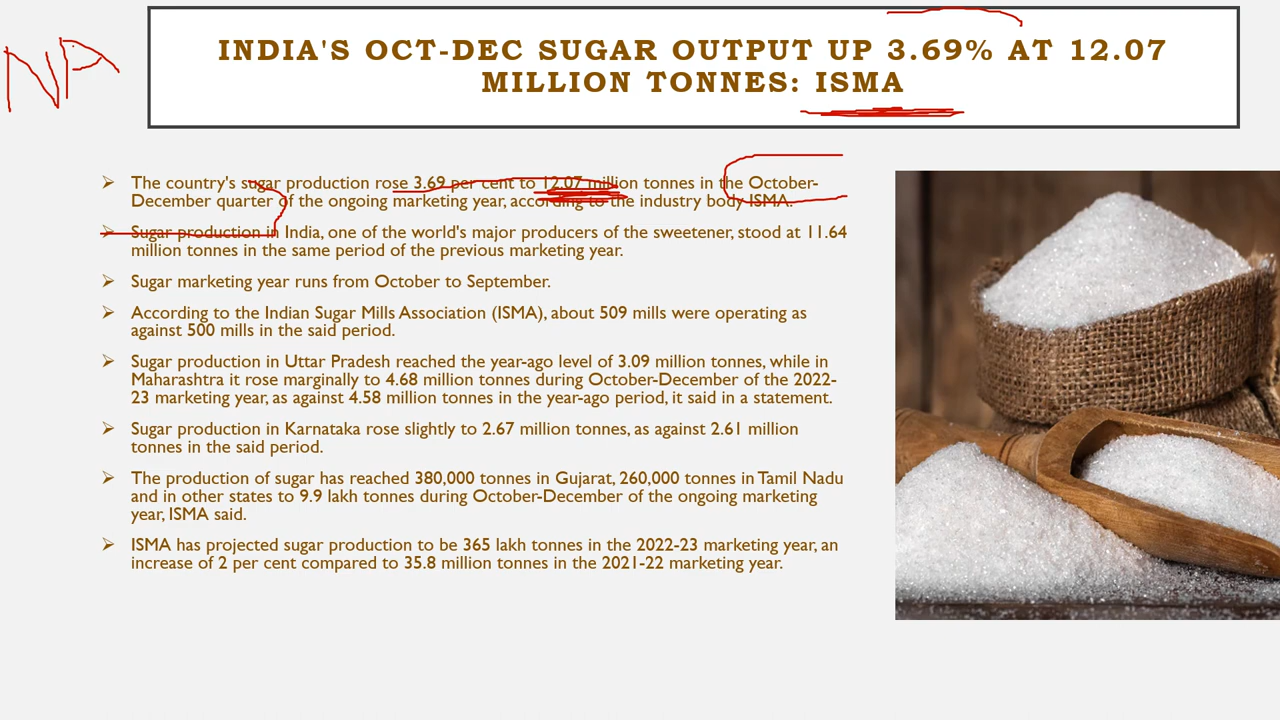 NA
INDIA'S OCT-DEC SUGAR OUTPUT UP 3.69% AT 12.07
MILLION TONNES: ISMA
The country's sugar production rose 3.69 per cent to 12.07 million tonnes in the October-
December quarter of the ongoing marketing year, according to the industry body ISMA.
Sugar production in India, one of the world's major producers of the sweetener, stood at 11.64
million tonnes in the same period of the previous marketing year.
Sugar marketing year runs from October to September.
According to the Indian Sugar Mills Association (ISMA), about 509 mills were operating as
against 500 mills in the said period.
Sugar production in Uttar Pradesh reached the year-ago level of 3.09 million tonnes, while in
Maharashtra it rose marginally to 4.68 million tonnes during October-December of the 2022-
23 marketing year, as against 4.58 million tonnes in the year-ago period, it said in a statement.
Sugar production in Karnataka rose slightly to 2.67 million tonnes, as against 2.61 million
tonnes in the said period.
The production of sugar has reached 380,000 tonnes in Gujarat, 260,000 tonnes in Tamil Nadu
and in other states to 9.9 lakh tonnes during October-December of the ongoing marketing
year, ISMA said.
ISMA has projected sugar production to be 365 lakh tonnes in the 2022-23 marketing year, an
increase of 2 per cent compared to 35.8 million tonnes in the 2021-22 marketing year.